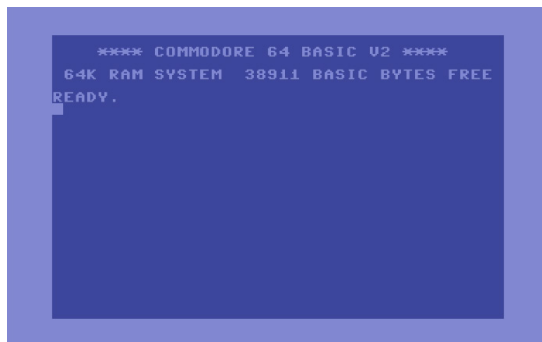 **** COMMODORE 64 BASIC V2 ****
64K RAM SYSTEM  38911 BASIC BYTES FREE
READY.